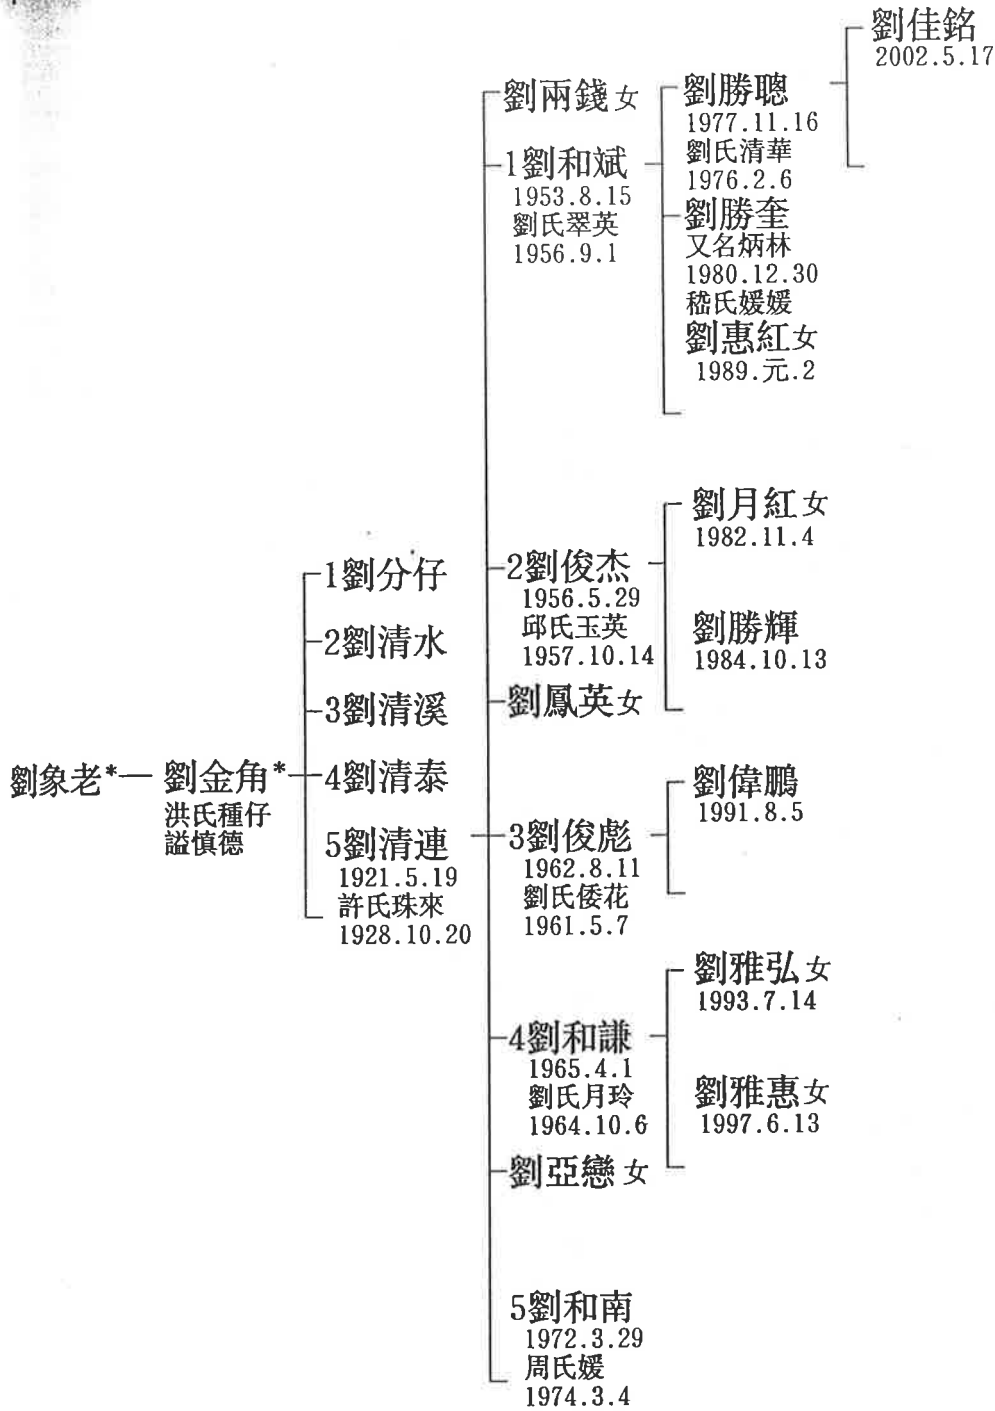 劉象老*
劉金角*
洪氏種仔
謚慎德
1劉分仔
2劉清水
3劉清溪
4劉清泰
5劉清連
1921.5.19
許氏珠來
1928.10.20
劉兩錢女
1劉和斌
1953.8.15
劉氏翠英
1956.9.1
2劉俊杰
1956.5.29
邱氏玉英
1957.10.14
劉鳳英女
3劉俊彪
1962.8.11
劉氏倭花
1961.5.7
4劉和謙
1965.4.1
劉氏月玲
1964.10.6
劉亞戀女
5劉和南
1972.3.29
周氏媛
1974.3.4
劉勝聰
1977.11.16
劉氏清華
1976.2.6
劉勝奎
又名炳林
1980.12.30
嵇氏媛媛
劉惠紅女
1989.元.2
劉月紅女
1982.11.4
劉勝輝
1984.10.13
劉偉鵬
1991.8.5
劉雅弘女
1993.7.14
劉雅惠女
1997.6.13
劉佳銘
2002.5.17